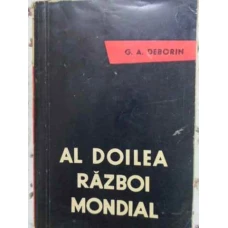 G. A. DEBORIN
AL DOILEA
RĂZBOI
MONDIAL